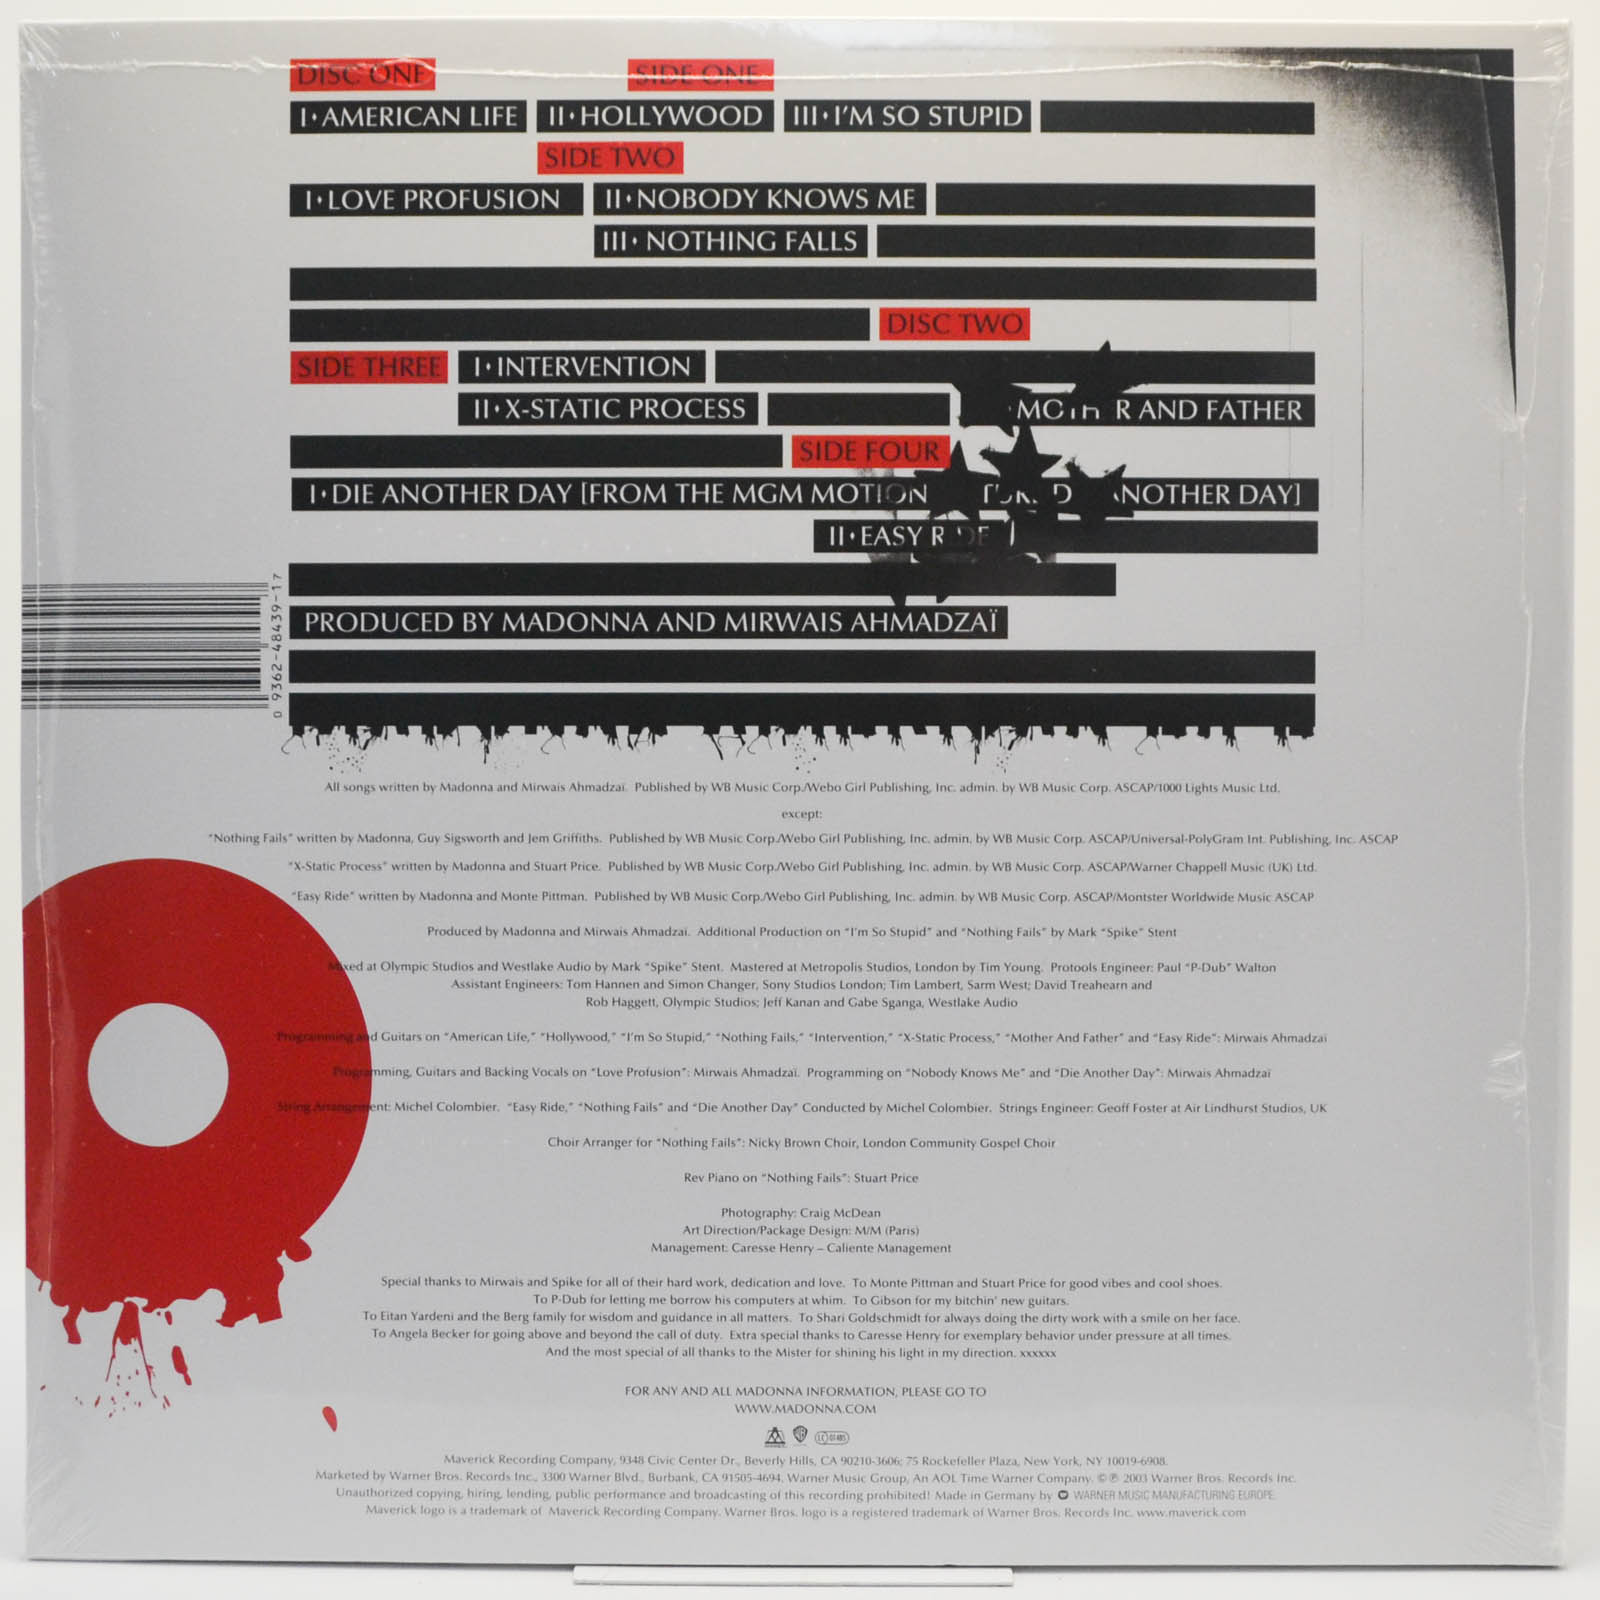 DISC ONE SIDE ONE
I • AMERICAN LIFE II • HOLLYWOOD III • I'M SO STUPID
SIDE TWO
I • LOVE PROFUSION II • NOBODY KNOWS ME
III • NOTHING FALLS
DISC TWO
SIDE THREE I • INTERVENTION
II • X-STATIC PROCESS MOTHER AND FATHER
SIDE FOUR
I • DIE ANOTHER DAY [FROM THE MGM MOTION ANOTHER DAY]
II • EASY RIDE
0 9362-48439-1 7
PRODUCED BY MADONNA AND MIRWAIS AHMADZAÏ
All songs written by Madonna and Mirwais Ahmadzaï. Published by WB Music Corp./Webo Girl Publishing, Inc. admin. by WB Music Corp. ASCAP/1000 Lights Music Ltd.
except:
"Nothing Fails" written by Madonna, Guy Sigsworth and Jem Griffiths. Published by WB Music Corp./Webo Girl Publishing, Inc. admin. by WB Music Corp. ASCAP/Universal-PolyGram Int. Publishing, Inc. ASCAP
"X-Static Process" written by Madonna and Stuart Price. Published by WB Music Corp./Webo Girl Publishing, Inc. admin. by WB Music Corp. ASCAP/Warner Chappell Music (UK) Ltd.
"Easy Ride" written by Madonna and Monte Pittman. Published by WB Music Corp./Webo Girl Publishing, Inc. admin. by WB Music Corp. ASCAP/Montster Worldwide Music ASCAP
Produced by Madonna and Mirwais Ahmadzaï. Additional Production on "I'm So Stupid" and "Nothing Fails" by Mark "Spike" Stent
Mixed at Olympic Studios and Westlake Audio by Mark "Spike" Stent. Mastered at Metropolis Studios, London by Tim Young. Protools Engineer: Paul "P-Dub" Walton
Assistant Engineers: Tom Hannen and Simon Changer, Sony Studios London; Tim Lambert, Sarm West; David Treahearn and
Rob Haggett, Olympic Studios; Jeff Kanan and Gabe Sganga, Westlake Audio
Programming and Guitars on "American Life," "Hollywood," "I'm So Stupid," "Nothing Fails," "Intervention," "X-Static Process," "Mother And Father" and "Easy Ride": Mirwais Ahmadzaï
Programming, Guitars and Backing Vocals on "Love Profusion": Mirwais Ahmadzaï. Programming on "Nobody Knows Me" and "Die Another Day": Mirwais Ahmadzaï
String Arrangement: Michel Colombier. "Easy Ride," "Nothing Fails" and "Die Another Day" Conducted by Michel Colombier. Strings Engineer: Geoff Foster at Air Lindhurst Studios, UK
Choir Arranger for "Nothing Fails": Nicky Brown Choir, London Community Gospel Choir
Rev Piano on "Nothing Fails": Stuart Price
Photography: Craig McDean
Art Direction/Package Design: M/M (Paris)
Management: Caresse Henry – Caliente Management
Special thanks to Mirwais and Spike for all of their hard work, dedication and love. To Monte Pittman and Stuart Price for good vibes and cool shoes.
To P-Dub for letting me borrow his computers at whim. To Gibson for my bitchin' new guitars.
To Eitan Yardeni and the Berg family for wisdom and guidance in all matters. To Shari Goldschmidt for always doing the dirty work with a smile on her face.
To Angela Becker for going above and beyond the call of duty. Extra special thanks to Caresse Henry for exemplary behavior under pressure at all times.
And the most special of all thanks to the Mister for shining his light in my direction. xxxxxx
FOR ANY AND ALL MADONNA INFORMATION, PLEASE GO TO
WWW.MADONNA.COM
Maverick Recording Company, 9348 Civic Center Dr., Beverly Hills, CA 90210-3606; 75 Rockefeller Plaza, New York, NY 10019-6908.
Marketed by Warner Bros. Records Inc., 3300 Warner Blvd., Burbank, CA 91505-4694. Warner Music Group, An AOL Time Warner Company. © ℗ 2003 Warner Bros. Records Inc.
Unauthorized copying, hiring, lending, public performance and broadcasting of this recording prohibited! Made in Germany by WARNER MUSIC MANUFACTURING EUROPE.
Maverick logo is a trademark of Maverick Recording Company. Warner Bros. logo is a registered trademark of Warner Bros. Records Inc. www.maverick.com